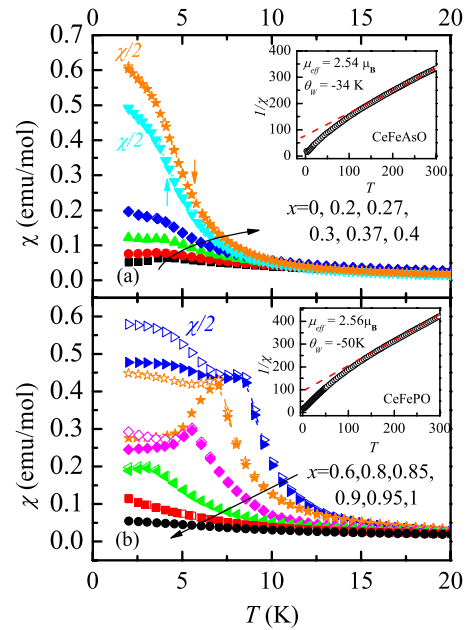 0 5 10 15 20
0.7
0.6
0.5
0.4
0.3
0.2
0.1
0.0
χ (emu/mol)
χ/2
χ/2
(a)
x=0, 0.2, 0.27,
0.3, 0.37, 0.4
400
300
200
100
0
1/χ
μeff = 2.54 μB
θW = -34 K
CeFeAsO
0 100 200 300
T
0.6
0.5
0.4
0.3
0.2
0.1
0.0
χ (emu/mol)
χ/2
(b)
x=0.6,0.8,0.85,
0.9,0.95,1
400
300
200
100
0
1/χ
μeff = 2.56μB
θW = -50K
CeFePO
0 100 200 300
T
0 5 10 15 20
T (K)